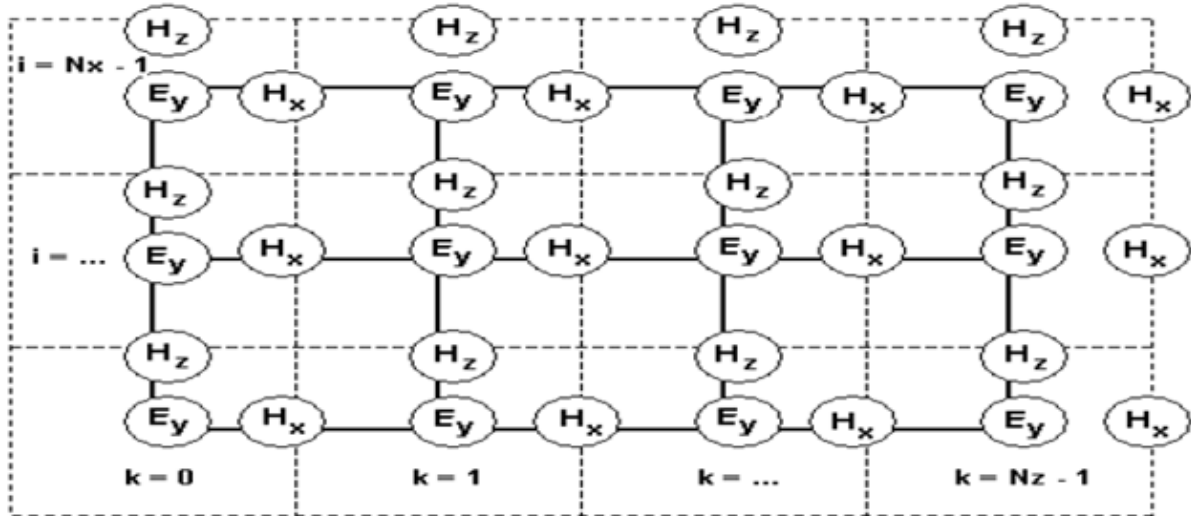 Hz Hz Hz Hz
i = Nx - 1
Ey Hx Ey Hx Ey Hx Ey Hx
Hz Hz Hz Hz
i = ... Ey Hx Ey Hx Ey Hx Ey Hx
Hz Hz Hz Hz
Ey Hx Ey Hx Ey Hx Ey Hx
k = 0 k = 1 k = ... k = Nz - 1